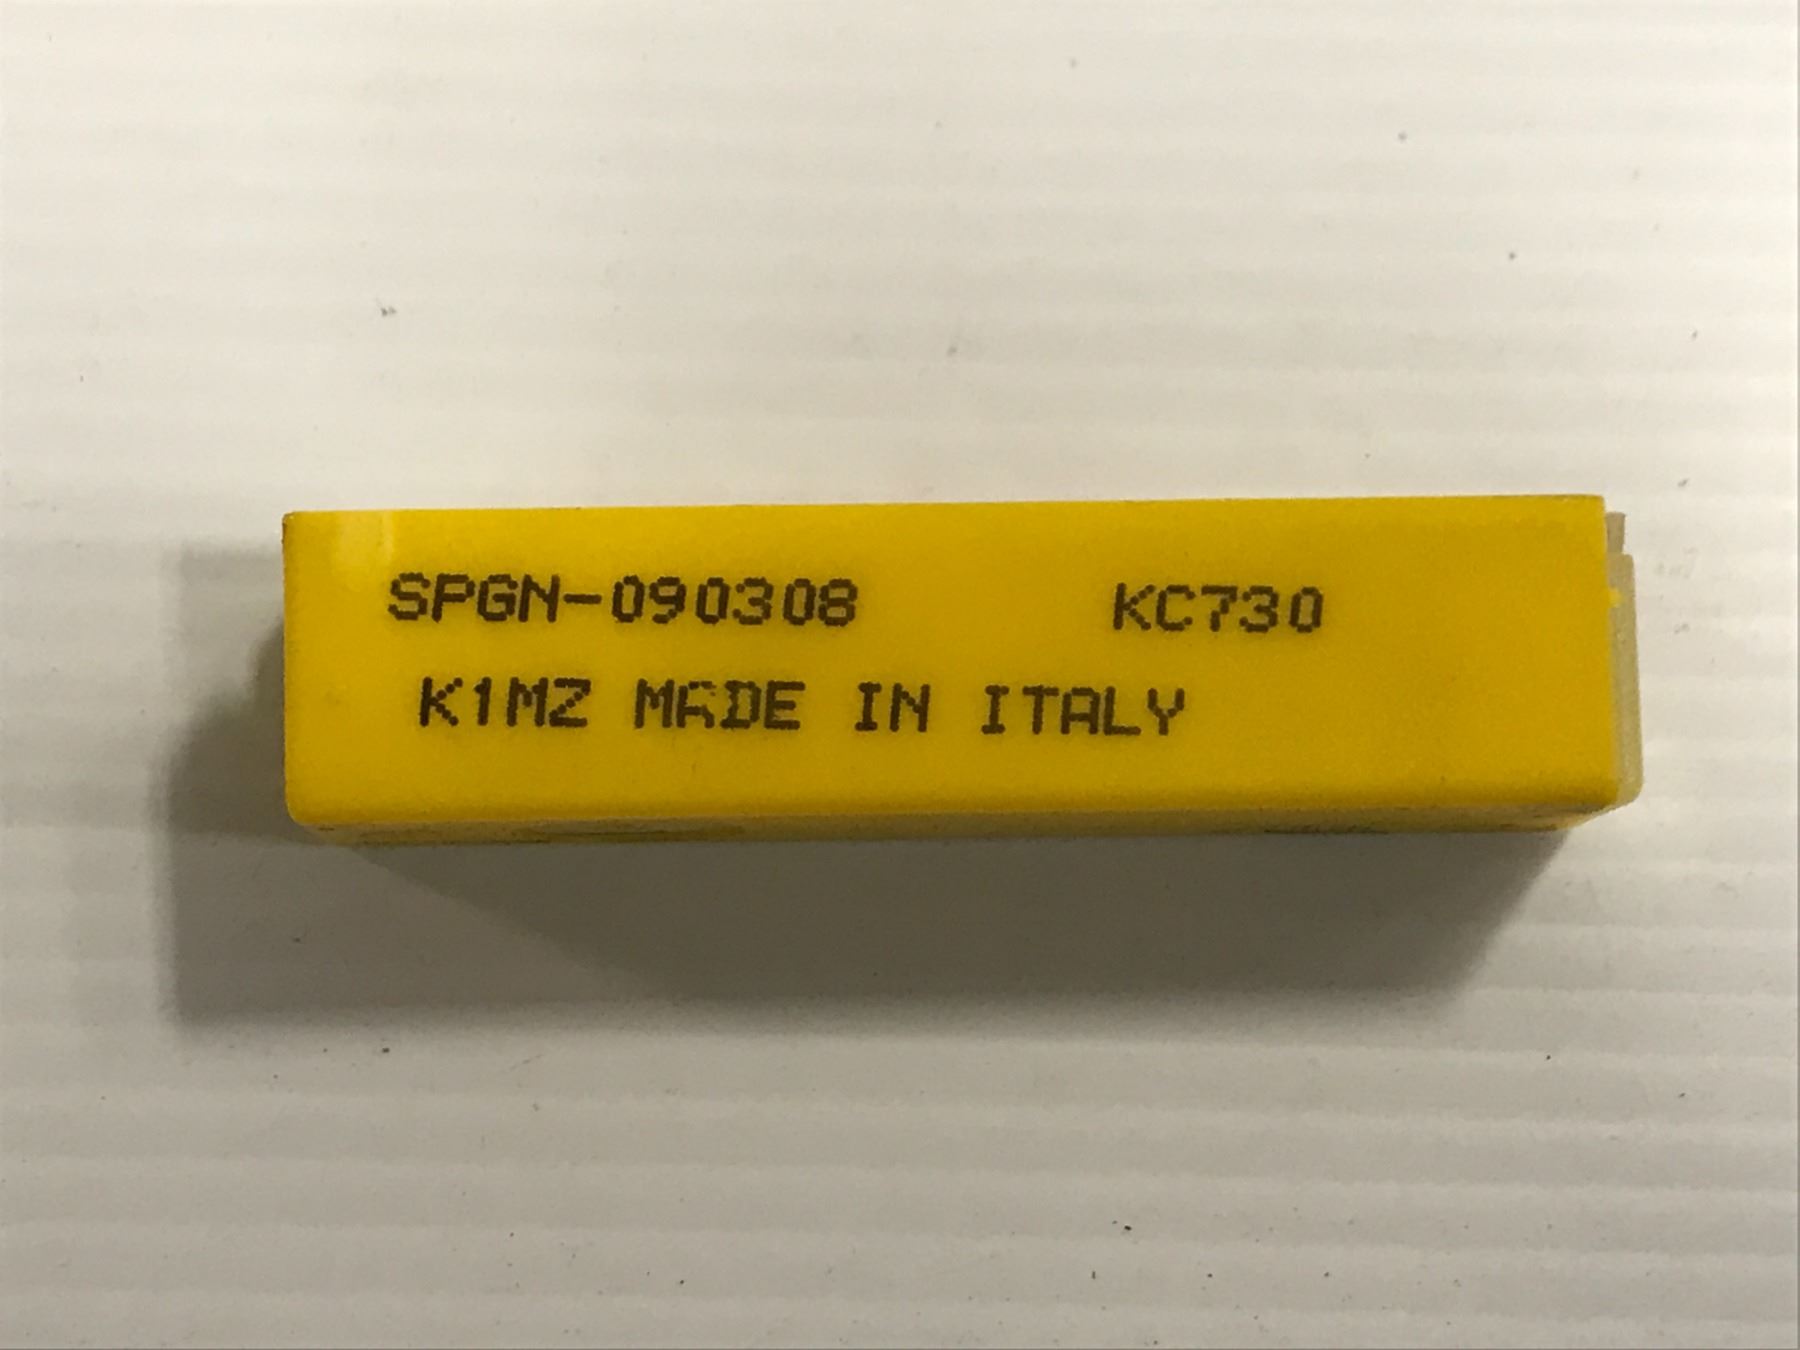 SPGN-090308 KC730
K1MZ MADE IN ITALY